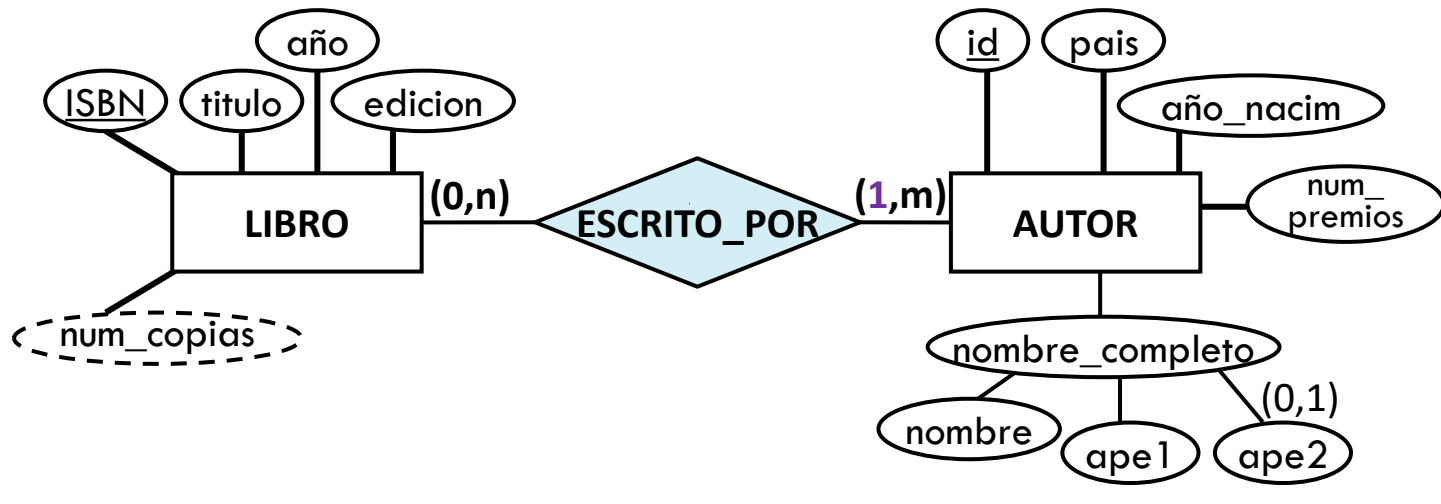 año
id
pais
ISBN
titulo
edicion
año_nacim
(0,n)
(1,m)
num_
premios
LIBRO
ESCRITO_POR
AUTOR
num_copias
nombre_completo
(0,1)
nombre
ape1
ape2